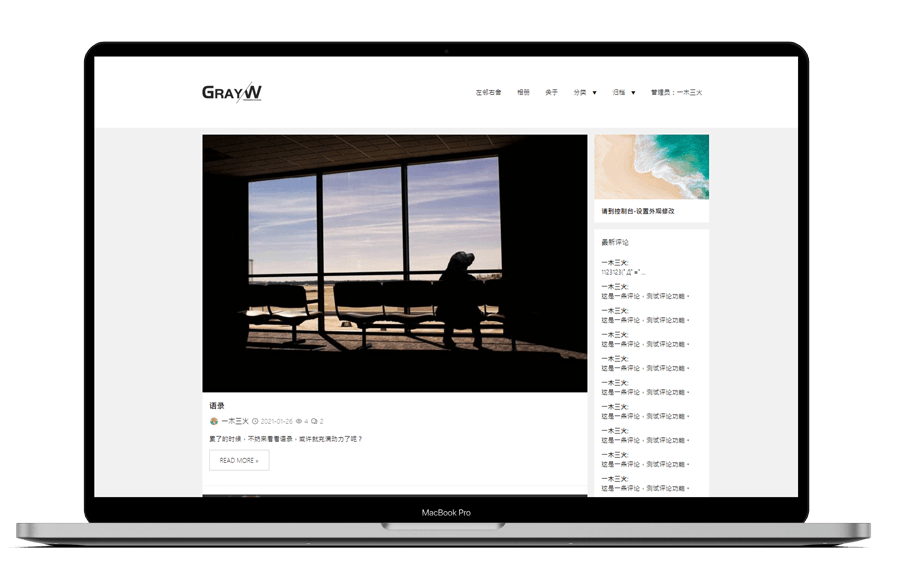 GRAYW
左邻右舍 相册 关于 分类 ▼ 归档 ▼ 管理员：一木三火
请到控制台-设置外观修改
最新评论
一木三火:
1123123(*´Д｀*)" ...
一木三火:
这是一条评论，测试评论功能。
一木三火:
这是一条评论，测试评论功能。
一木三火:
这是一条评论，测试评论功能。
一木三火:
这是一条评论，测试评论功能。
一木三火:
这是一条评论，测试评论功能。
一木三火:
这是一条评论，测试评论功能。
一木三火:
这是一条评论，测试评论功能。
一木三火:
这是一条评论，测试评论功能。
一木三火:
这是一条评论，测试评论功能。
语录
一木三火 2021-01-26 4 2
累了的时候，不妨来看看语录，或许就充满动力了呢？
READ MORE »
MacBook Pro